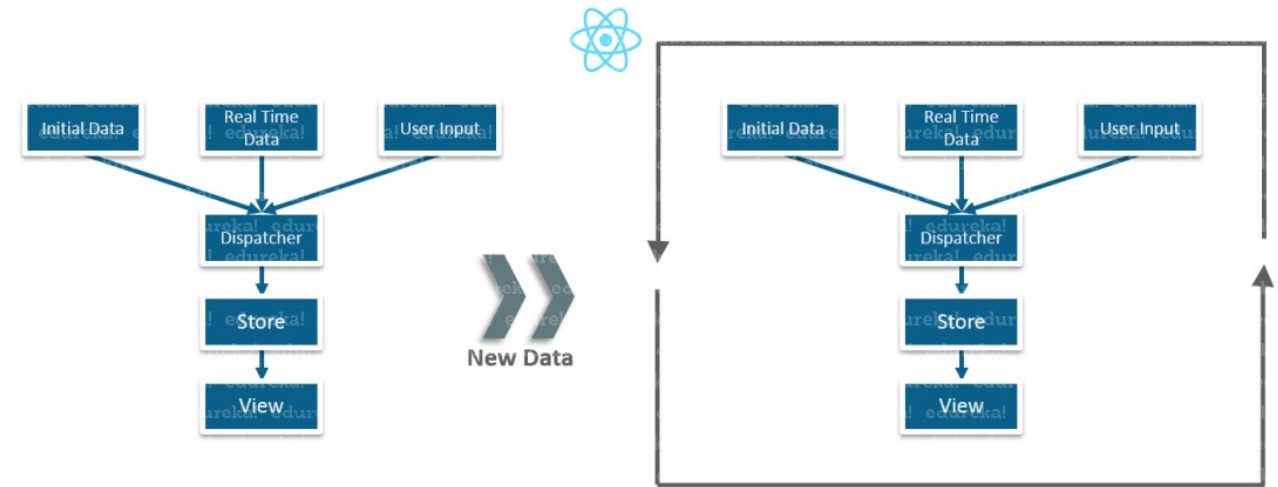 Initial Data
Real Time
Data
User Input
Dispatcher
Store
View
New Data
Initial Data
Real Time
Data
User Input
Dispatcher
Store
View